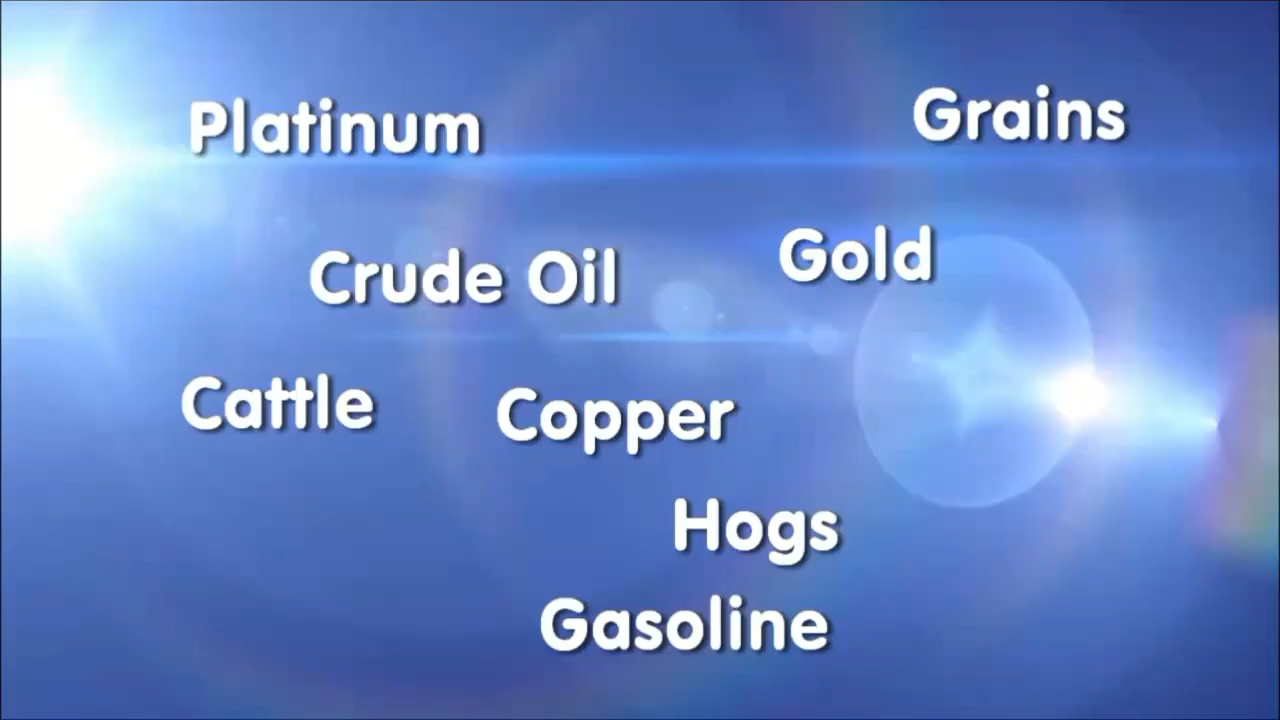 Platinum
Grains
Crude Oil
Gold
Cattle
Copper
Hogs
Gasoline